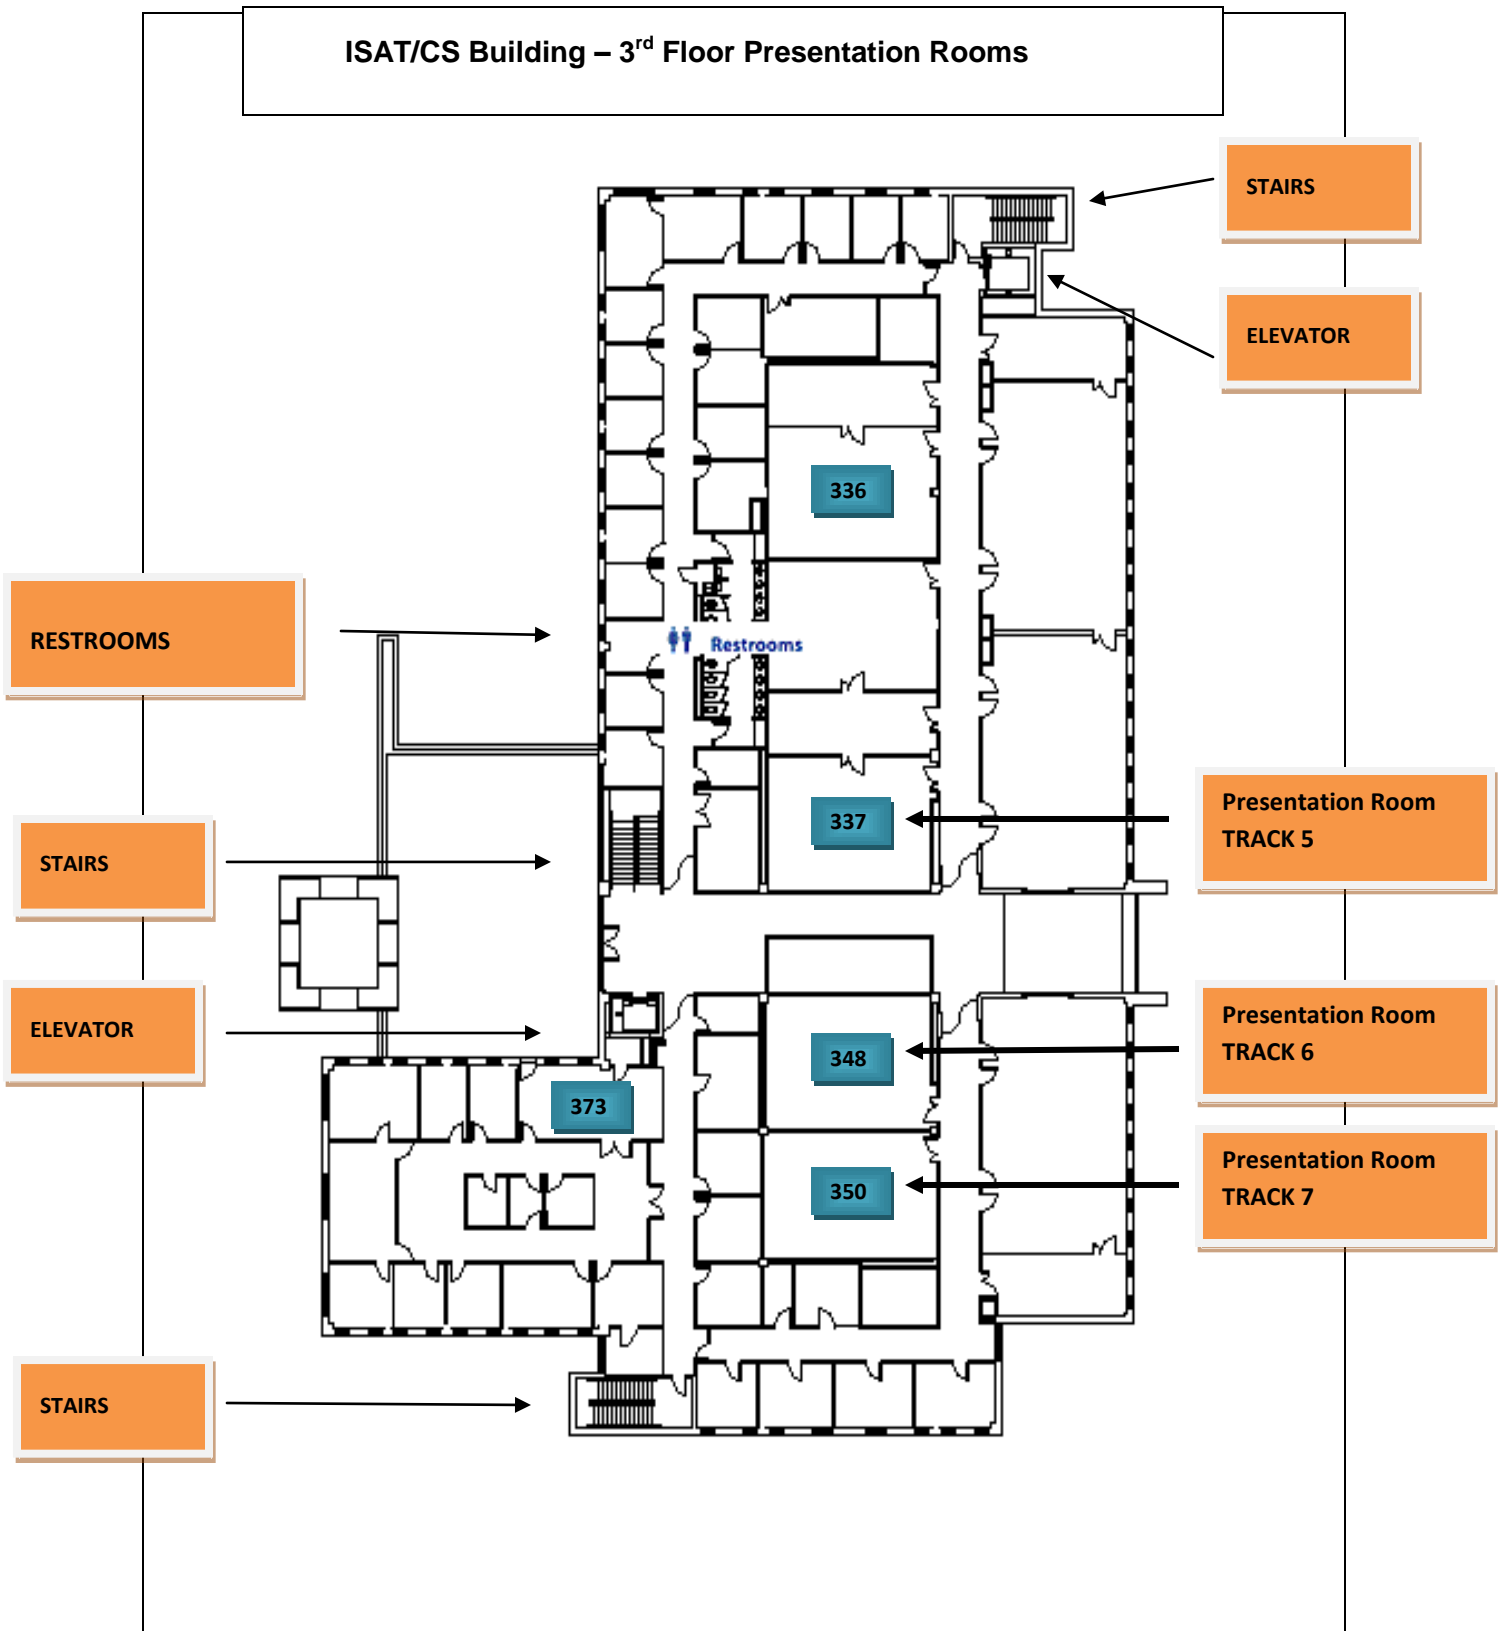 ISAT/CS Building – 3rd Floor Presentation Rooms
STAIRS
ELEVATOR
336
RESTROOMS
Restrooms
337
Presentation Room
TRACK 5
STAIRS
ELEVATOR
348
Presentation Room
TRACK 6
373
350
Presentation Room
TRACK 7
STAIRS